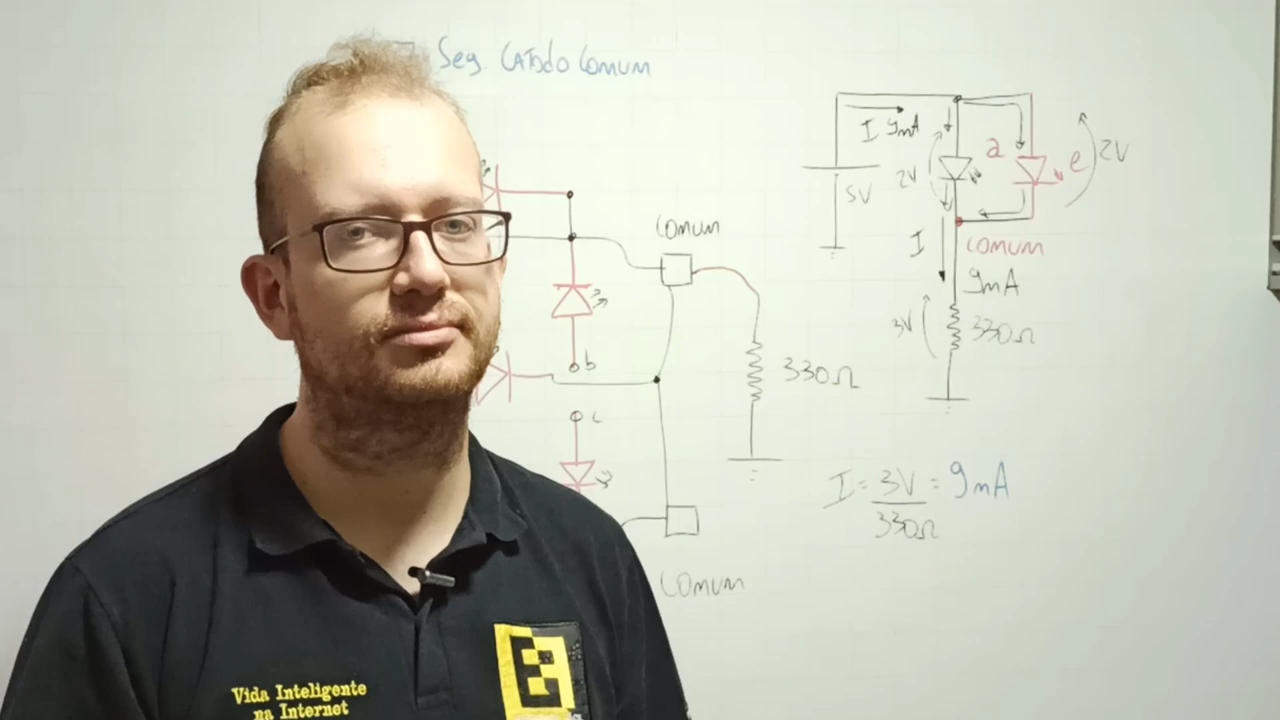 Seg. CATODO COMUM
COMUM
b
330Ω
c
COMUM
I 9mA
5V
2V
a
e
2V
I
COMUM
9mA
3V
330Ω
I = 3V = 9mA
330Ω
Vida Inteligente
na Internet